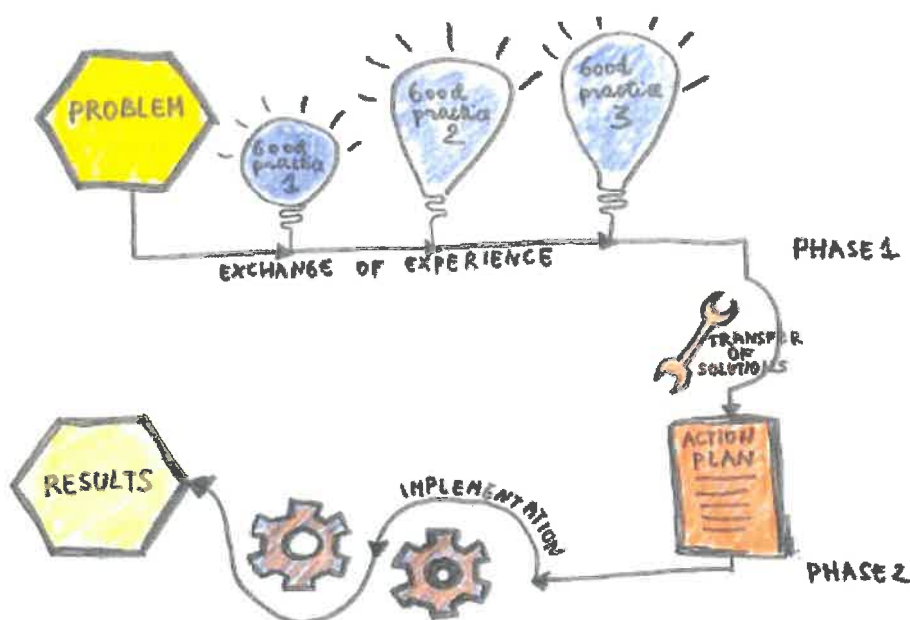 PROBLEM
Good
practice
1
Good
practice
2
Good
practice
3
EXCHANGE OF EXPERIENCE
PHASE 1
TRANSFER
OF
SOLUTIONS
ACTION
PLAN
IMPLEMENTATION
RESULTS
PHASE 2